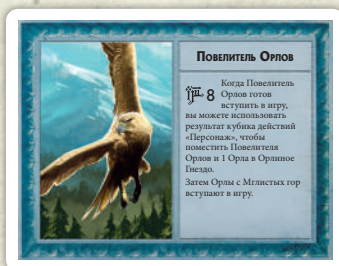 Повелитель Орлов
8
Когда Повелитель
Орлов готов
вступить в игру,
вы можете использовать
результат кубика действий
«Персонаж», чтобы
поместить Повелителя
Орлов и 1 Орла в Орлиное
Гнездо.
Затем Орлы с Мглистых гор
вступают в игру.